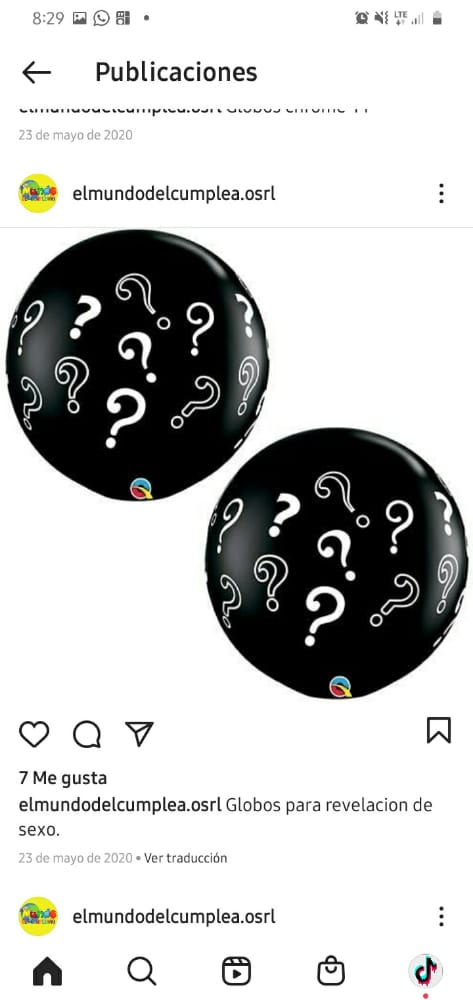 8:29
LTE
Publicaciones
elmundodelcumplea.osrl Globos chrome 11
23 de mayo de 2020
elmundodelcumplea.osrl
? ? ? ? ?
? ? ? ? ?
? ?
? ? ? ? ?
? ? ? ? ?
? ?
7 Me gusta
elmundodelcumplea.osrl Globos para revelacion de
sexo.
23 de mayo de 2020 • Ver traducción
elmundodelcumplea.osrl